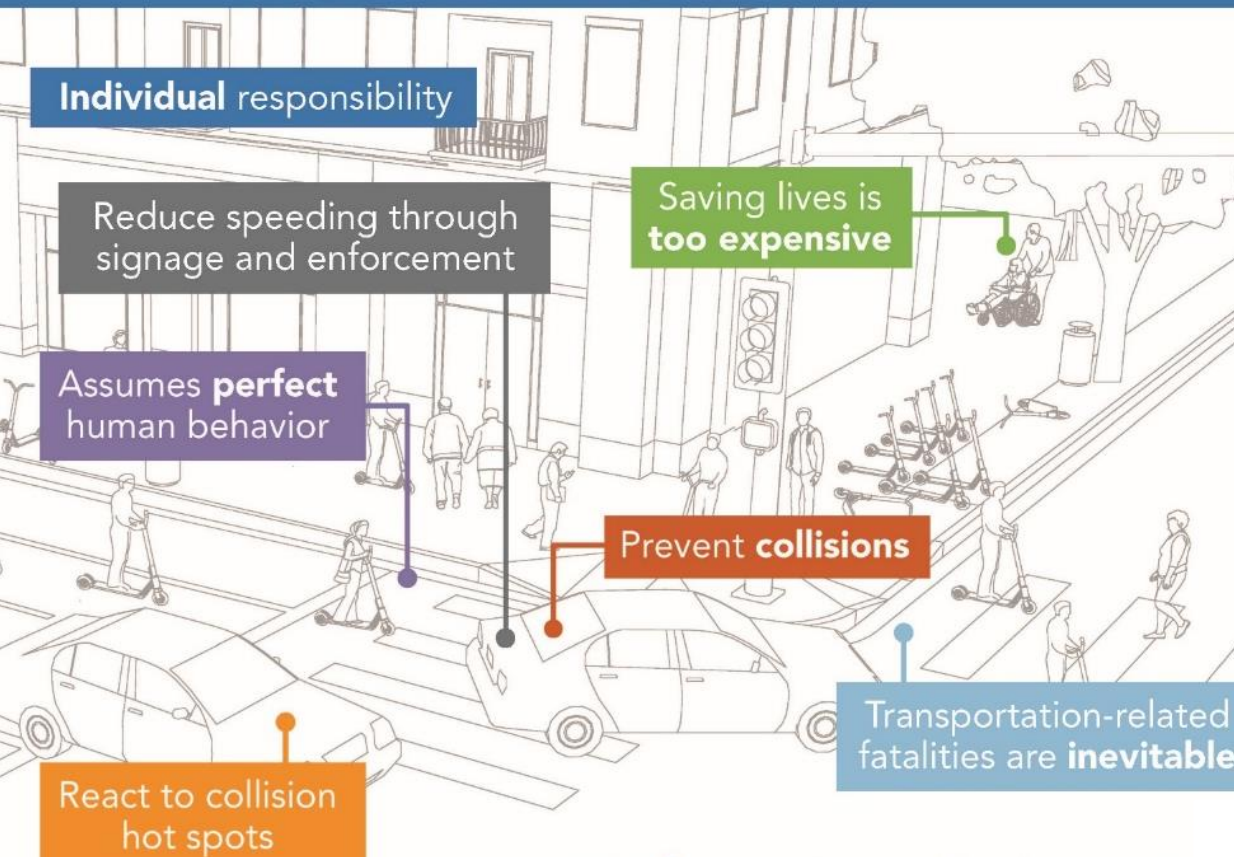 Individual responsibility
Reduce speeding through
signage and enforcement
Saving lives is
too expensive
Assumes perfect
human behavior
Prevent collisions
Transportation-related
fatalities are inevitable
React to collision
hot spots